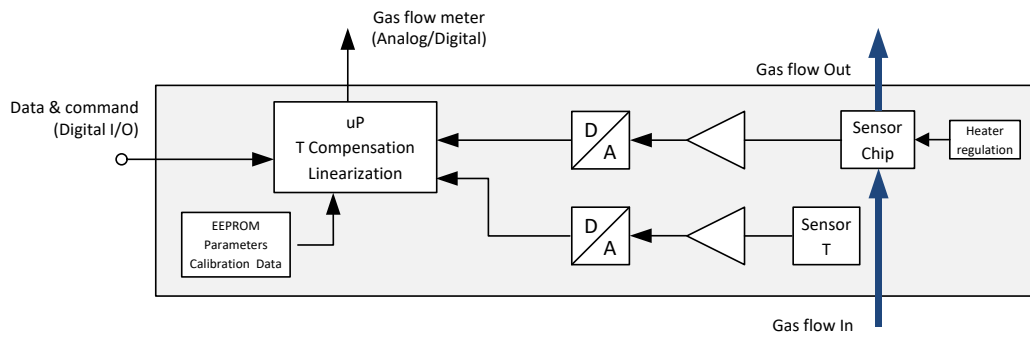 Gas flow meter
(Analog/Digital)
Gas flow Out
Data & command
(Digital I/O)
uP
T Compensation
Linearization
D
A
Sensor
Chip
Heater
regulation
EEPROM
Parameters
Calibration Data
D
A
Sensor
T
Gas flow In